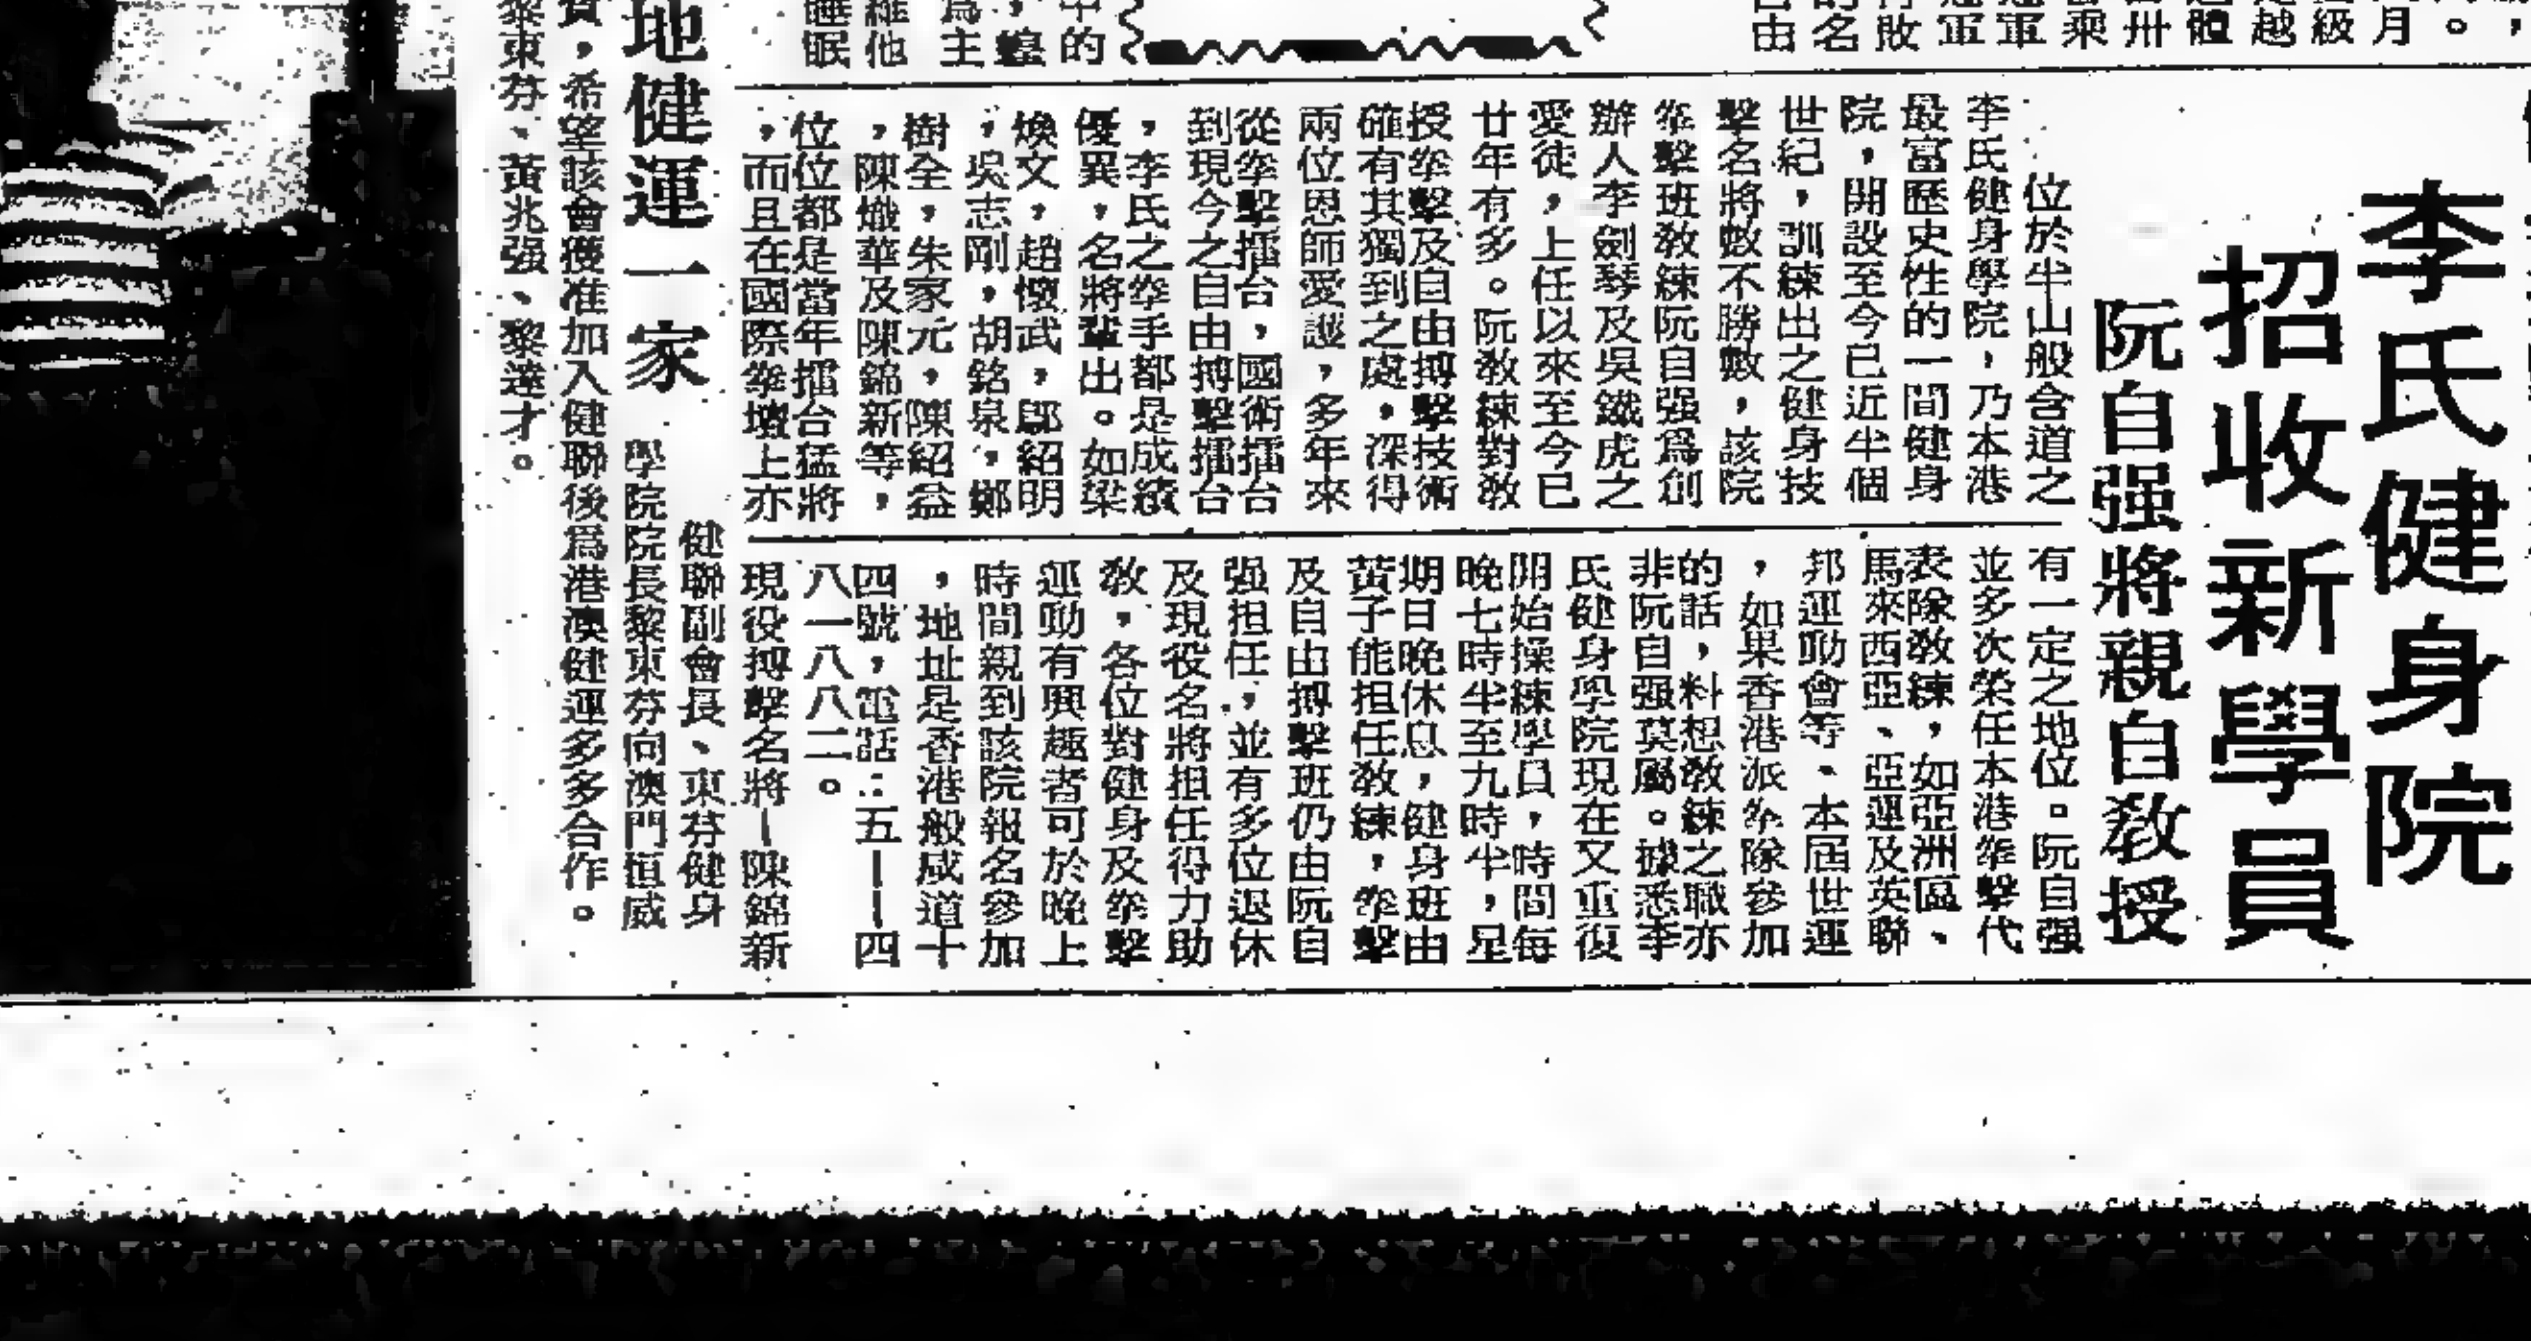 李氏健身院
招收新學員
阮自强將親自教授
位於半山般含道之
李氏健身學院，乃本港
最富歷史性的一間健身
院，開設至今已近半個
世紀，訓練出之健身技
擊名將數不勝數，該院
拳擊班教練阮自强爲創
辦人李劍琴及吳鐵虎之
愛徒，上任以來至今已
廿年有多。阮教練對教
授拳擊及自由搏擊技術
確有其獨到之處，深得
兩位恩師愛護，多年來
從拳擊擂台，國術擂台
到現今之自由搏擊擂台
，李氏之拳手都是成績
優異，名將輩出。如梁
煥文，趙懷武，鄺紹明
，吳志剛，胡銘泉，鄭
樹全，朱家元，陳紹益
，陳熾華及陳錦新等，
位位都是當年擂台猛將
，而且在國際拳壇上亦
有一定之地位。阮自强
並多次榮任本港拳擊代
表隊教練，如亞洲區、
馬來西亞、亞運及英聯
邦運動會等、本屆世運
，如果香港派拳隊參加
的話，料想教練之職亦
非阮自强莫屬。據悉李
氏健身學院現在又重復
開始操練學員，時間每
晚七時半至九時半，星
期日晚休息，健身班由
黃子能担任教練，拳擊
及自由搏擊班仍由阮自
强担任，並有多位退休
及現役名將担任得力助
教，各位對健身及拳擊
運動有興趣者可於晚上
時間親到該院報名參加
，地址是香港般咸道十
四號，電話：五——四
八一八八二。
現役搏擊名將—陳錦新
地健運一家
健聯副會長、東芬健身
學院院長黎東芬向澳門恒威
，希望該會獲准加入健聯後爲港澳健運多多合作。
黎東芬、黃兆强、黎達才。